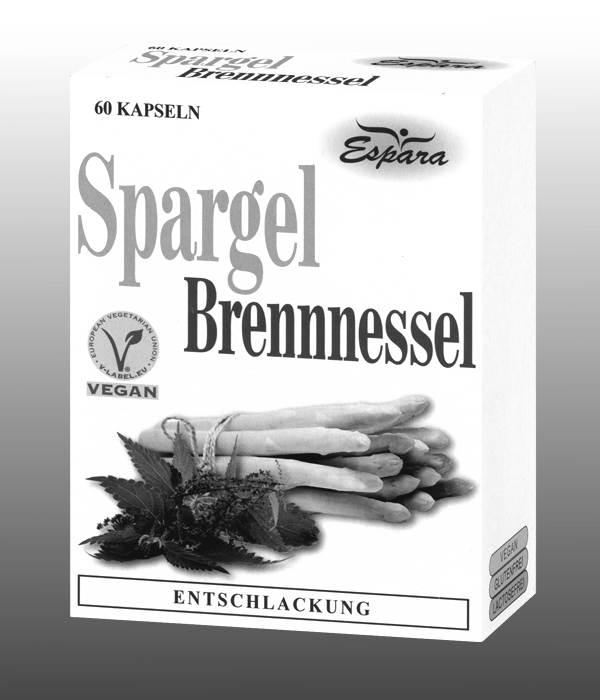 60 KAPSELN
Spargel
Brennnessel
Espara
60 KAPSELN
Espara
Spargel
Brennnessel
EUROPEAN VEGETARIAN UNION
V-LABEL.EU
VEGAN
ENTSCHLACKUNG
VEGAN
GLUTENFREI
LACTOSEFREI